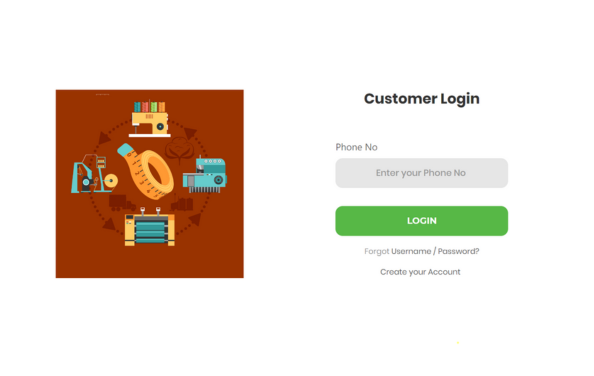 Customer Login
Phone No
Enter your Phone No
LOGIN
Forgot Username / Password?
Create your Account